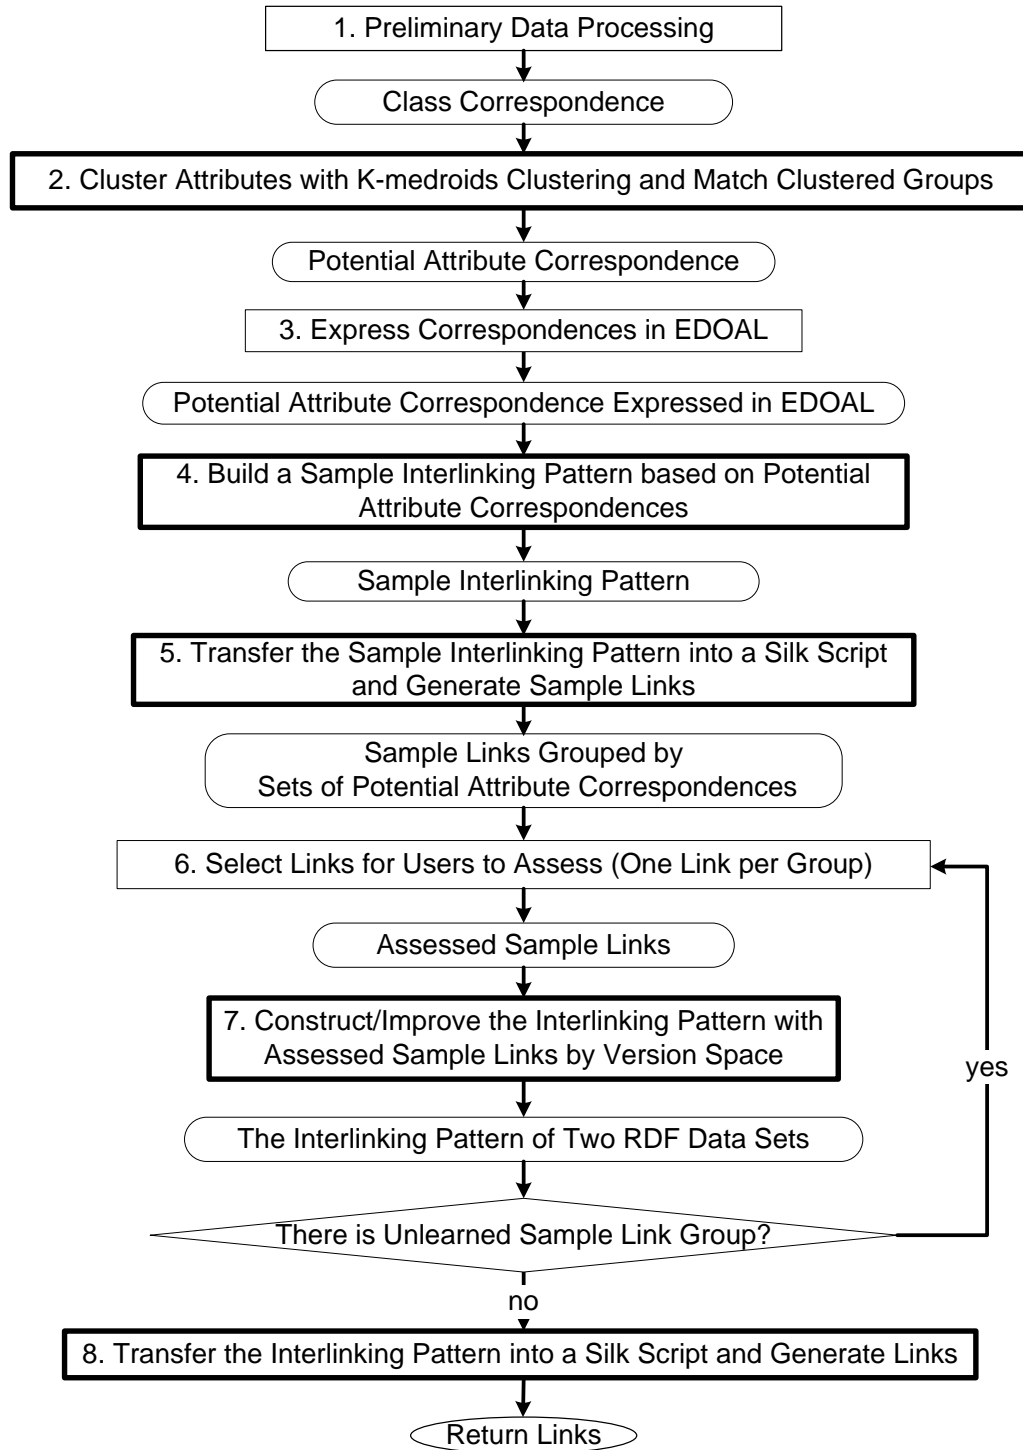 1. Preliminary Data Processing
Class Correspondence
2. Cluster Attributes with K-medroids Clustering and Match Clustered Groups
Potential Attribute Correspondence
3. Express Correspondences in EDOAL
Potential Attribute Correspondence Expressed in EDOAL
4. Build a Sample Interlinking Pattern based on Potential
Attribute Correspondences
Sample Interlinking Pattern
5. Transfer the Sample Interlinking Pattern into a Silk Script
and Generate Sample Links
Sample Links Grouped by
Sets of Potential Attribute Correspondences
6. Select Links for Users to Assess (One Link per Group)
Assessed Sample Links
7. Construct/Improve the Interlinking Pattern with
Assessed Sample Links by Version Space
yes
The Interlinking Pattern of Two RDF Data Sets
There is Unlearned Sample Link Group?
no
8. Transfer the Interlinking Pattern into a Silk Script and Generate Links
Return Links